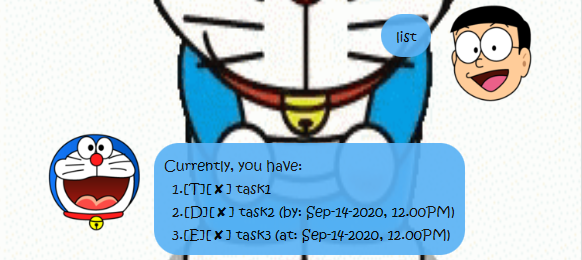 list
Currently, you have:
1.[T][✘] task1
2.[D][✘] task2 (by: Sep-14-2020, 12.00PM)
3.[E][✘] task3 (at: Sep-14-2020, 12.00PM)